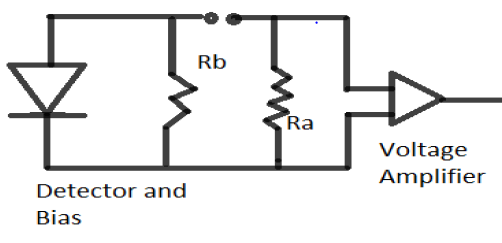 Rb
Ra
Detector and
Bias
Voltage
Amplifier